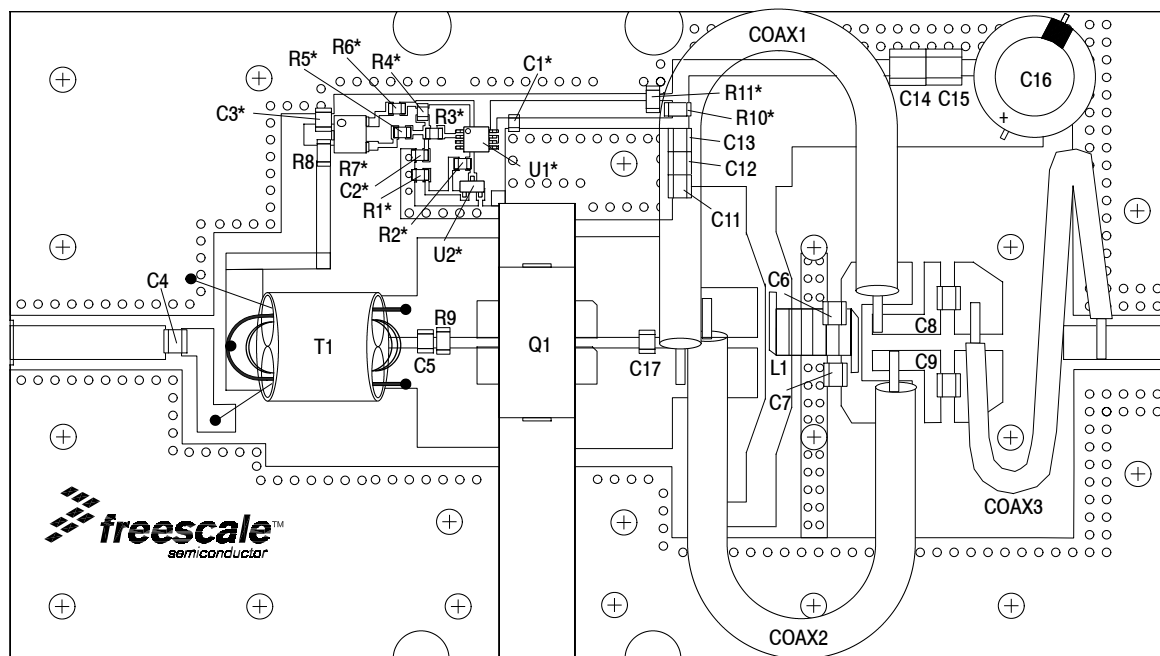 COAX1
R6*
R5*
R4*
C1*
C16
C14
C15
R11*
R3*
C3*
R10*
C13
+
R8
R7*
C2*
U1*
C12
R1*
C11
R2*
U2*
C4
C6
T1
R9
C5
Q1
C17
L1
C8
C9
C7
COAX3
freescale™
semiconductor
COAX2